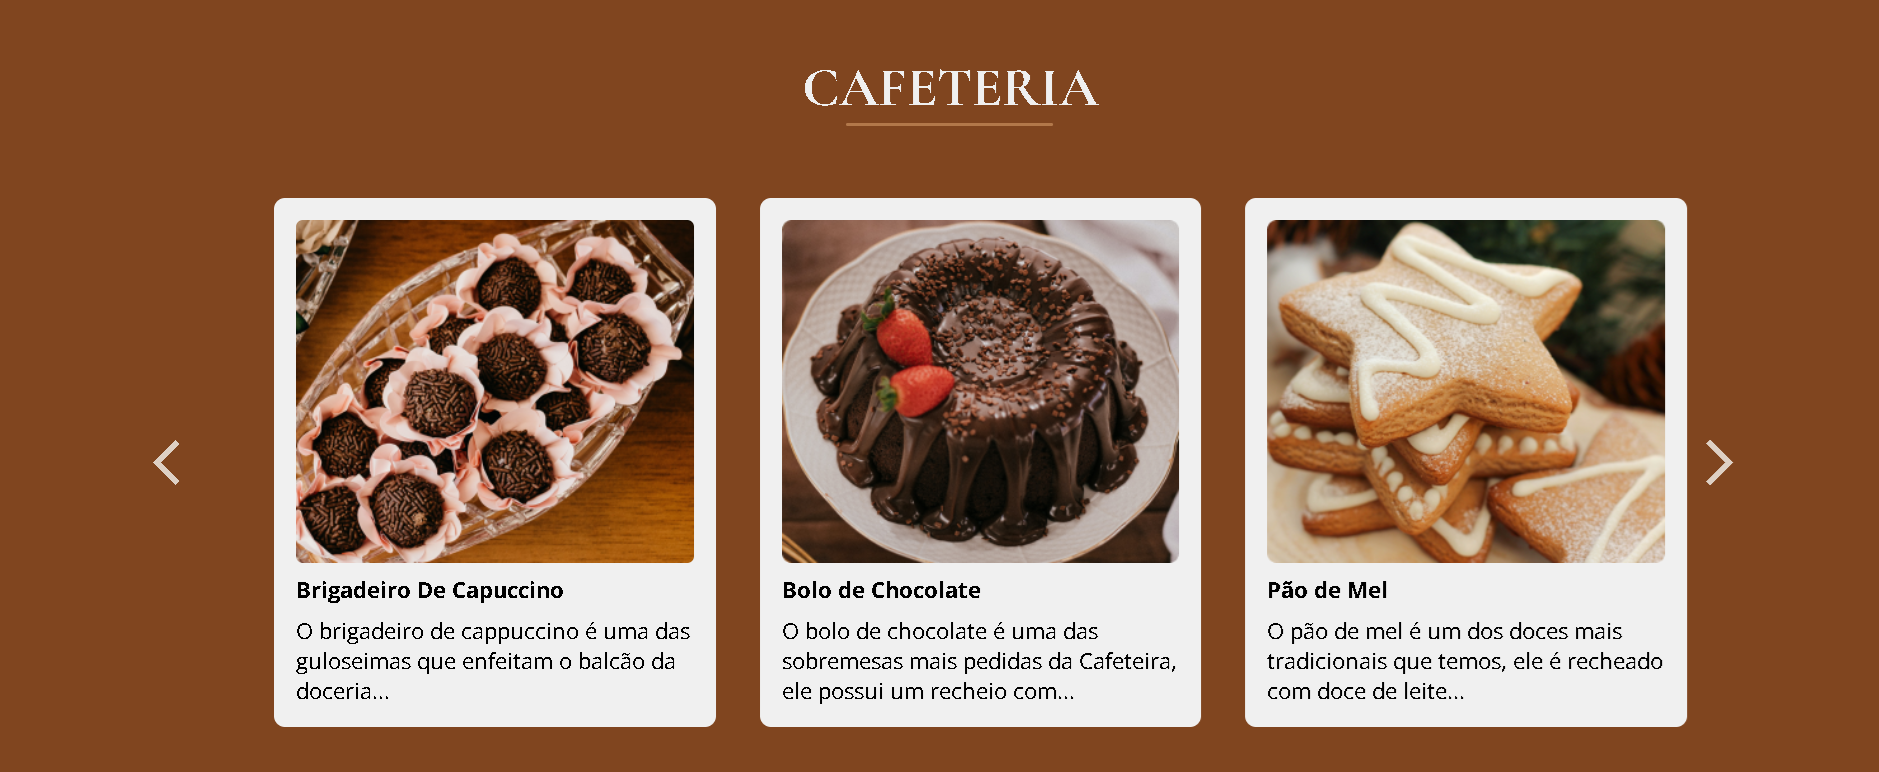 CAFETERIA
Brigadeiro De Capuccino
O brigadeiro de cappuccino é uma das
guloseimas que enfeitam o balcão da
doceria...
Bolo de Chocolate
O bolo de chocolate é uma das
sobremesas mais pedidas da Cafeteira,
ele possui um recheio com...
Pão de Mel
O pão de mel é um dos doces mais
tradicionais que temos, ele é recheado
com doce de leite...